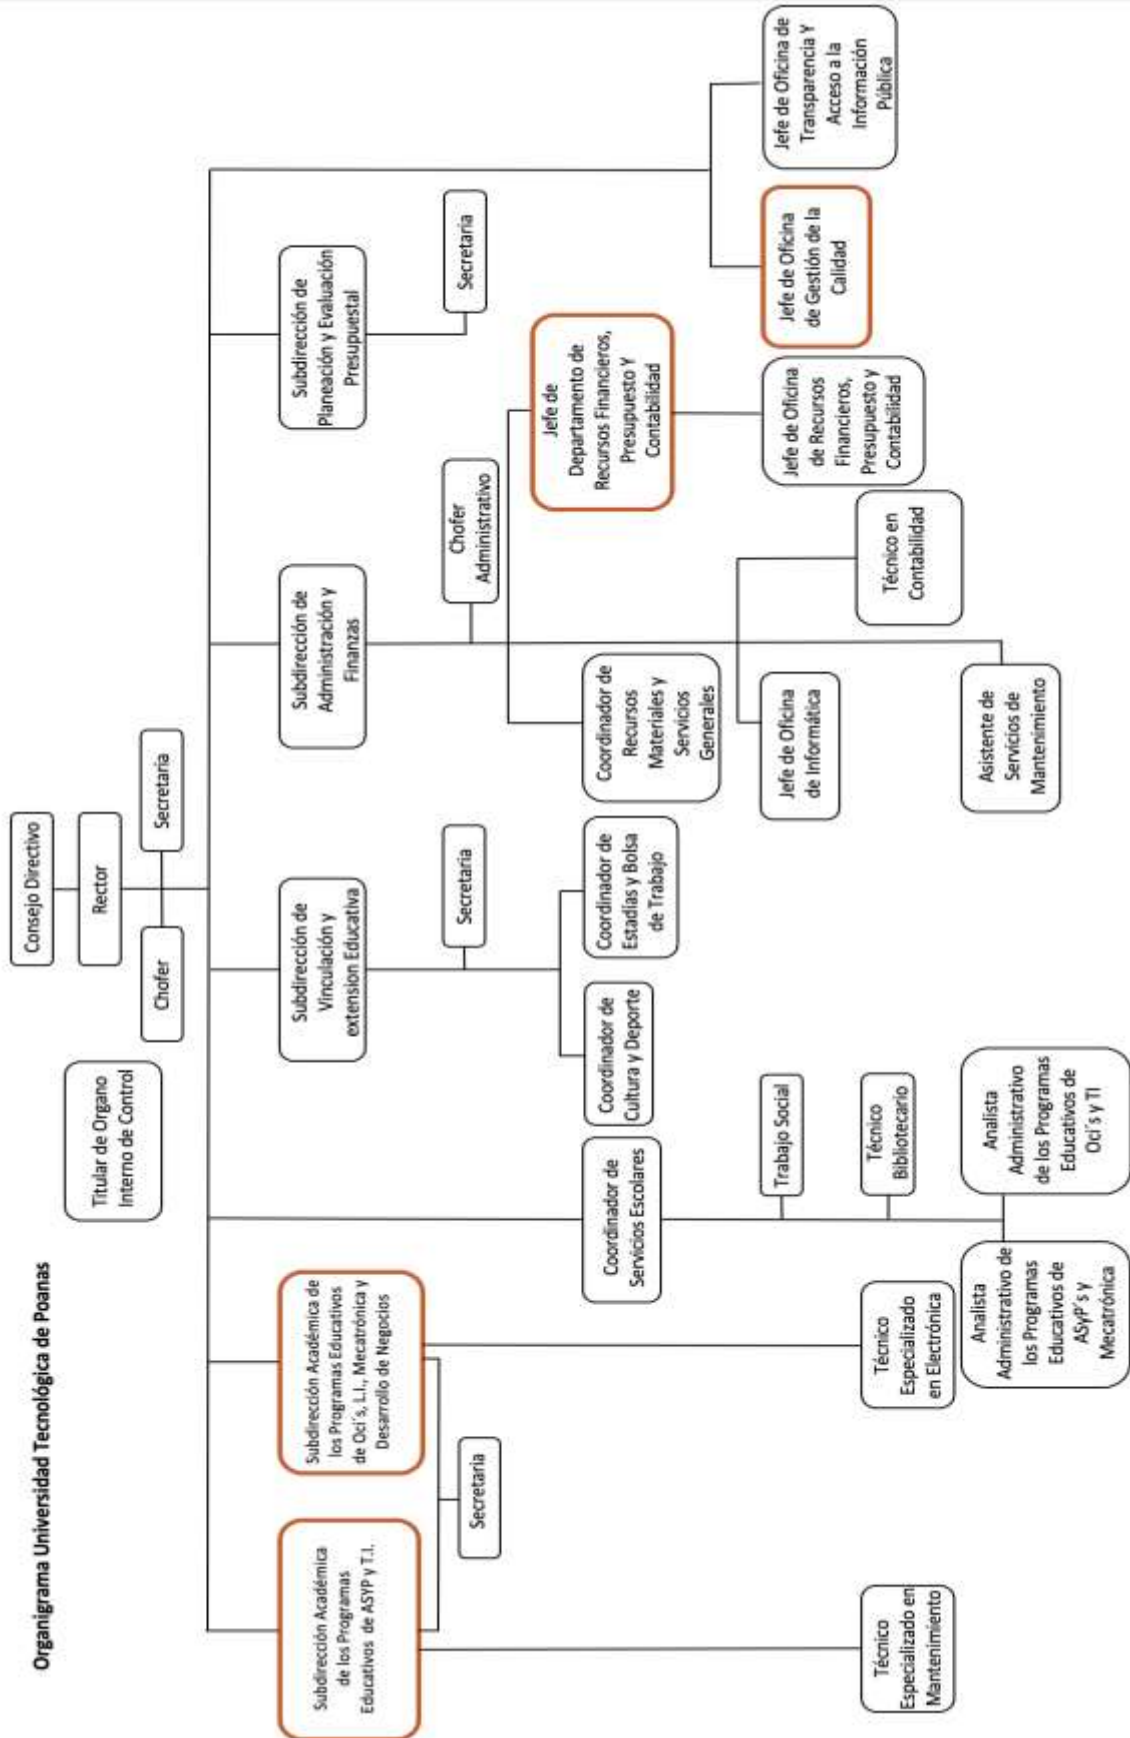 Organigrama Universidad Tecnológica de Poanas
Consejo Directivo
Rector
Titular de Organo
Interno de Control
Chofer
Secretaria
Subdirección Académica
de los Programas
Educativos de ASYP y T.I.
Subdirección Académica de
los Programas Educativos
de Oci´s, L.I., Mecatrónica y
Desarrollo de Negocios
Subdirección de
Vinculación y
extension Educativa
Subdirección de
Administración y
Finanzas
Subdirección de
Planeación y Evaluación
Presupuestal
Secretaria
Secretaria
Chofer
Administrativo
Secretaria
Coordinador de
Servicios Escolares
Coordinador de
Cultura y Deporte
Coordinador de
Estadías y Bolsa
de Trabajo
Coordinador de
Recursos
Materiales y
Servicios
Generales
Jefe de
Departamento de
Recursos Financieros,
Presupuesto Y
Contabilidad
Trabajo Social
Jefe de Oficina
de Informática
Jefe de Oficina
de Recursos
Financieros,
Presupuesto y
Contabilidad
Jefe de Oficina
de Gestión de la
Calidad
Jefe de Oficina de
Transparencia Y
Acceso a la
Información
Pública
Técnico
Especializado en
Mantenimiento
Técnico
Especializado
en Electrónica
Técnico
Bibliotecario
Técnico en
Contabilidad
Analista
Administrativo de
los Programas
Educativos de
ASyP´s y
Mecatrónica
Analista
Administrativo
de los Programas
Educativos de
Oci´s y TI
Asistente de
Servicios de
Mantenimiento